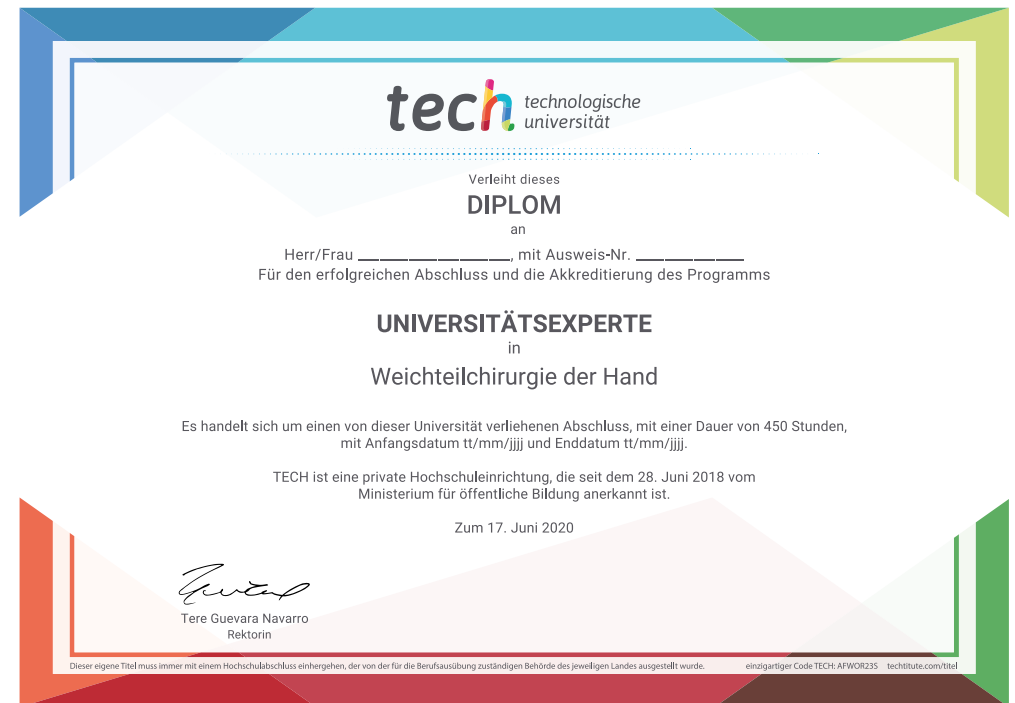 tech technologische
universität
Verleiht dieses
DIPLOM
an
Herr/Frau ____________________, mit Ausweis-Nr. ______________
Für den erfolgreichen Abschluss und die Akkreditierung des Programms
UNIVERSITÄTSEXPERTE
in
Weichteilchirurgie der Hand
Es handelt sich um einen von dieser Universität verliehenen Abschluss, mit einer Dauer von 450 Stunden,
mit Anfangsdatum tt/mm/jjjj und Enddatum tt/mm/jjjj.
TECH ist eine private Hochschuleinrichtung, die seit dem 28. Juni 2018 vom
Ministerium für öffentliche Bildung anerkannt ist.
Zum 17. Juni 2020
Tere Guevara Navarro
Rektorin
Dieser eigene Titel muss immer mit einem Hochschulabschluss einhergehen, der von der für die Berufsausübung zuständigen Behörde des jeweiligen Landes ausgestellt wurde. einzigartiger Code TECH: AFWOR23S techtitute.com/titel